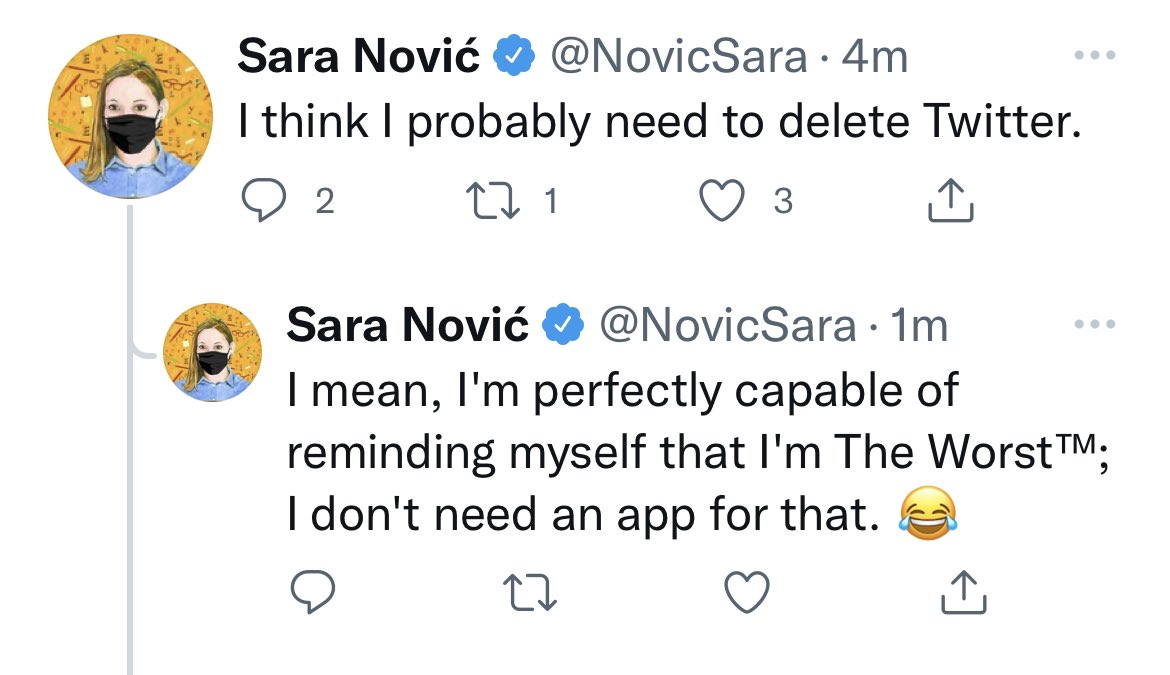 Sara Nović @NovicSara · 4m
I think I probably need to delete Twitter.
2 1 3
Sara Nović @NovicSara · 1m
I mean, I'm perfectly capable of
reminding myself that I'm The Worst™;
I don't need an app for that. 😂